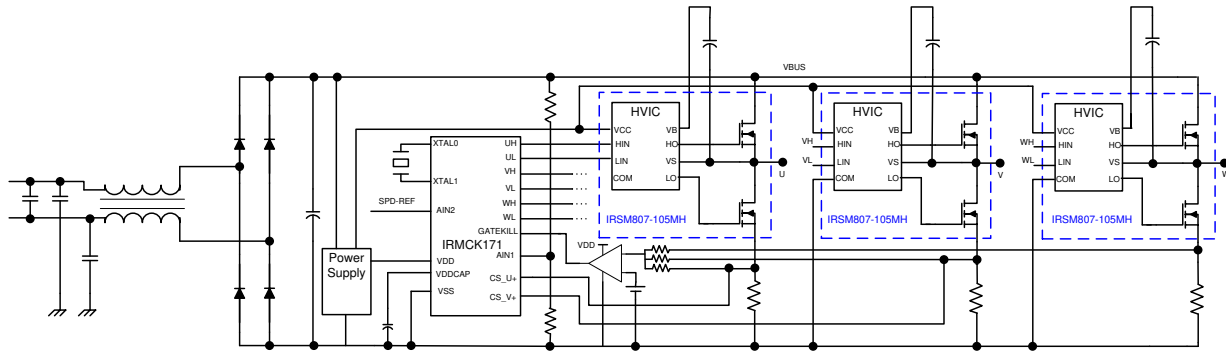 VBUS
HVIC
VCC
HIN
LIN
COM
VB
HO
VS
LO
U
IRSM807-105MH
HVIC
VH
VL
VCC
HIN
LIN
COM
VB
HO
VS
LO
V
IRSM807-105MH
HVIC
WH
WL
VCC
HIN
LIN
COM
VB
HO
VS
LO
W
IRSM807-105MH
XTAL0
XTAL1
SPD-REF
AIN2
IRMCK171
VDD
VDDCAP
VSS
UH
UL
VH
VL
WH
WL
GATEKILL
AIN1
CS_U+
CS_V+
....
....
VDD
Power
Supply